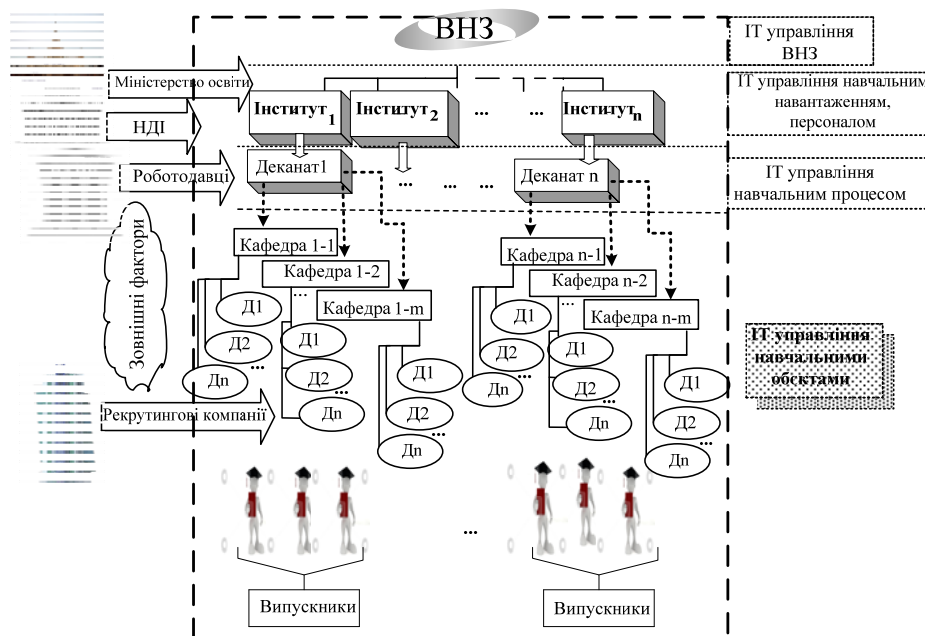 ВНЗ
ІТ управління
ВНЗ
Міністерство освіти
ІТ управління навчальним
навантаженням,
персоналом
Інститут1
Інститут2
... ...
Інститутn
НДІ
Роботодавці
Деканат1
... ... ...
Деканат n
ІТ управління
навчальним процесом
Зовнішні фактори
Кафедра 1-1
Кафедра 1-2
...
Кафедра 1-m
Кафедра n-1
Кафедра n-2
...
Кафедра n-m
Д1
Д2
...
Дn
Д1
Д2
...
Дn
Д1
Д2
...
Дn
Д1
Д2
...
Дn
Д1
Д2
...
Дn
Д1
Д2
...
Дn
ІТ управління
навчальними
обєктами
Рекрутингові компанії
...
Випускники
Випускники